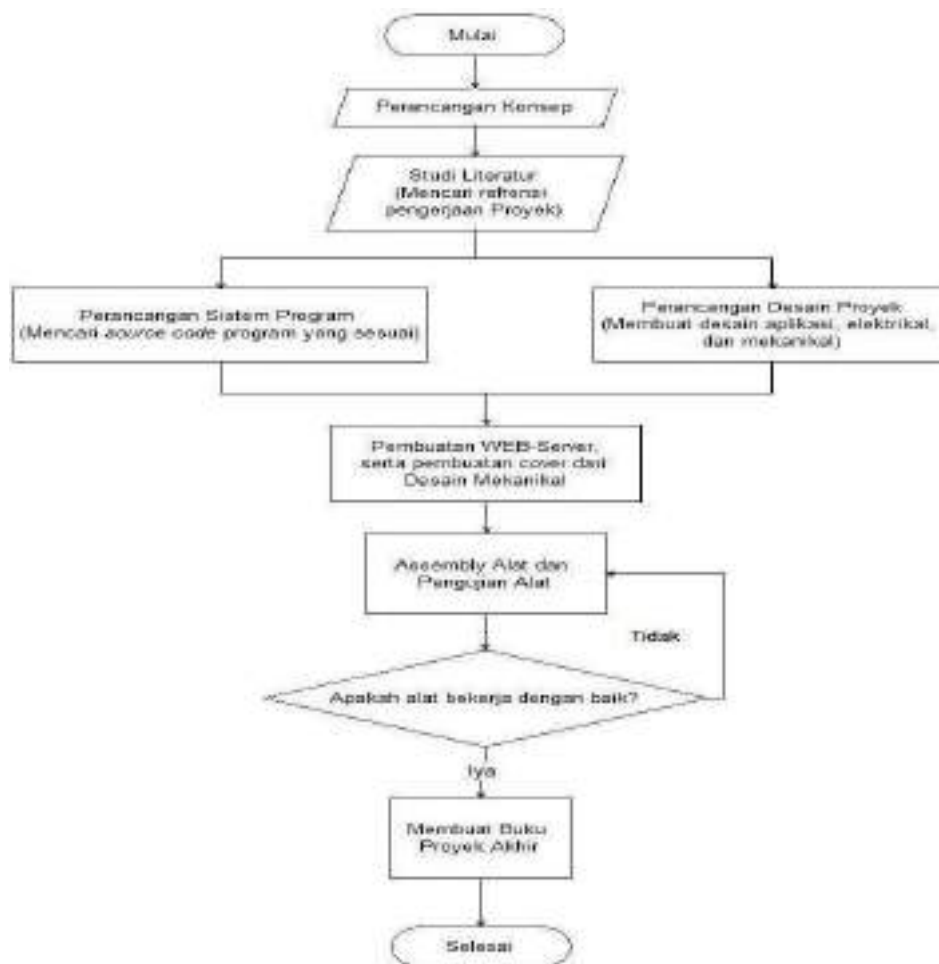 Mulai
Perancangan Konsep
Studi Literatur
(Mencari refrensi
pengerjaan Proyek)
Perancangan Sistem Program
(Mencari source code program yang sesuai)
Perancangan Desain Proyek
(Membuat desain aplikasi, elektrikal,
dan mekanikal)
Pembuatan WEB-Server,
serta pembuatan cover dari
Desain Mekanikal
Assembly Alat dan
Pengujian Alat
Tidak
Apakah alat bekerja dengan baik?
Iya
Membuat Buku
Proyek Akhir
Selesai